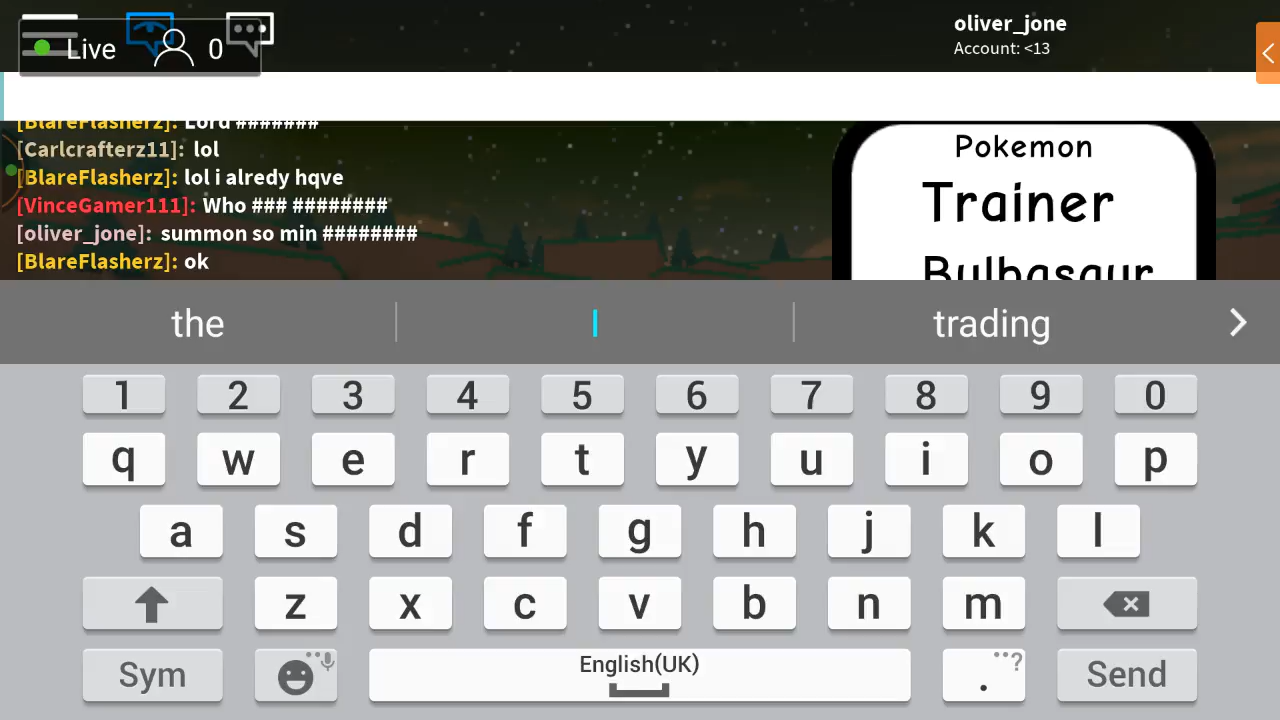 Live 0
oliver_jone
Account: <13
[BlareFlasherz]: Lord #######
[Carlcrafterz11]: lol
[BlareFlasherz]: lol i alredy hqve
[VinceGamer111]: Who ### ########
[oliver_jone]: summon so min ########
[BlareFlasherz]: ok
Pokemon
Trainer
Bulbasaur
the I trading
1 2 3 4 5 6 7 8 9 0
q w e r t y u i o p
a s d f g h j k l
z x c v b n m
Sym English(UK) . ? Send